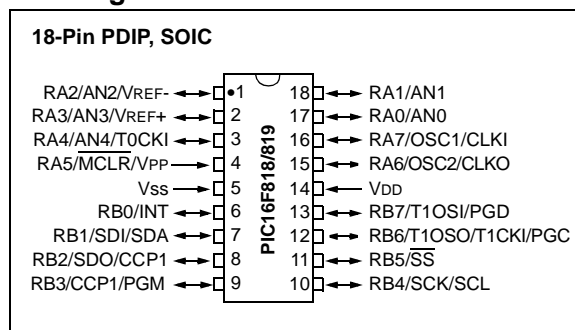 18-Pin PDIP, SOIC
RA2/AN2/VREF- 1 18 RA1/AN1
RA3/AN3/VREF+ 2 17 RA0/AN0
RA4/AN4/T0CKI 3 16 RA7/OSC1/CLKI
RA5/MCLR/VPP 4 15 RA6/OSC2/CLKO
VSS 5 14 VDD
RB0/INT 6 13 RB7/T1OSI/PGD
RB1/SDI/SDA 7 12 RB6/T1OSO/T1CKI/PGC
RB2/SDO/CCP1 8 11 RB5/SS
RB3/CCP1/PGM 9 10 RB4/SCK/SCL
PIC16F818/819